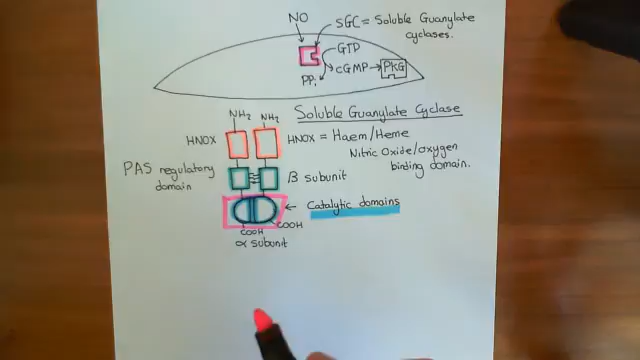 NO
sGC = Soluble Guanylate
cyclases.
GTP
cGMP → PKG
PPi
Soluble Guanylate Cyclase
NH2 NH2
HNOX
HNOX = Haem/Heme
Nitric Oxide/oxygen
binding domain.
PAS regulatory
domain
β subunit
← Catalytic domains
COOH
COOH
α subunit